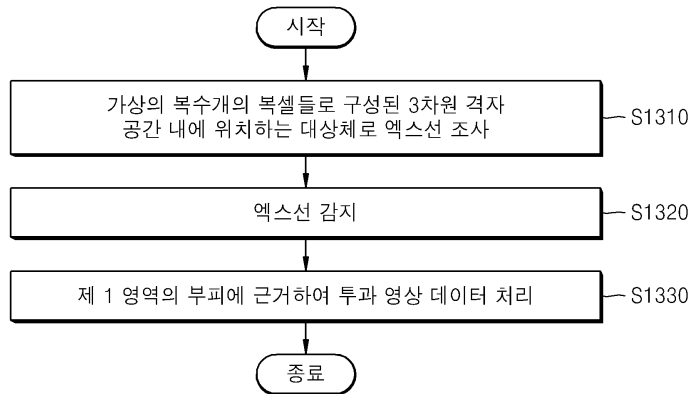 시작
가상의 복수개의 복셀들로 구성된 3차원 격자
공간 내에 위치하는 대상체로 엑스선 조사
S1310
엑스선 감지
S1320
제 1 영역의 부피에 근거하여 투과 영상 데이터 처리
S1330
종료